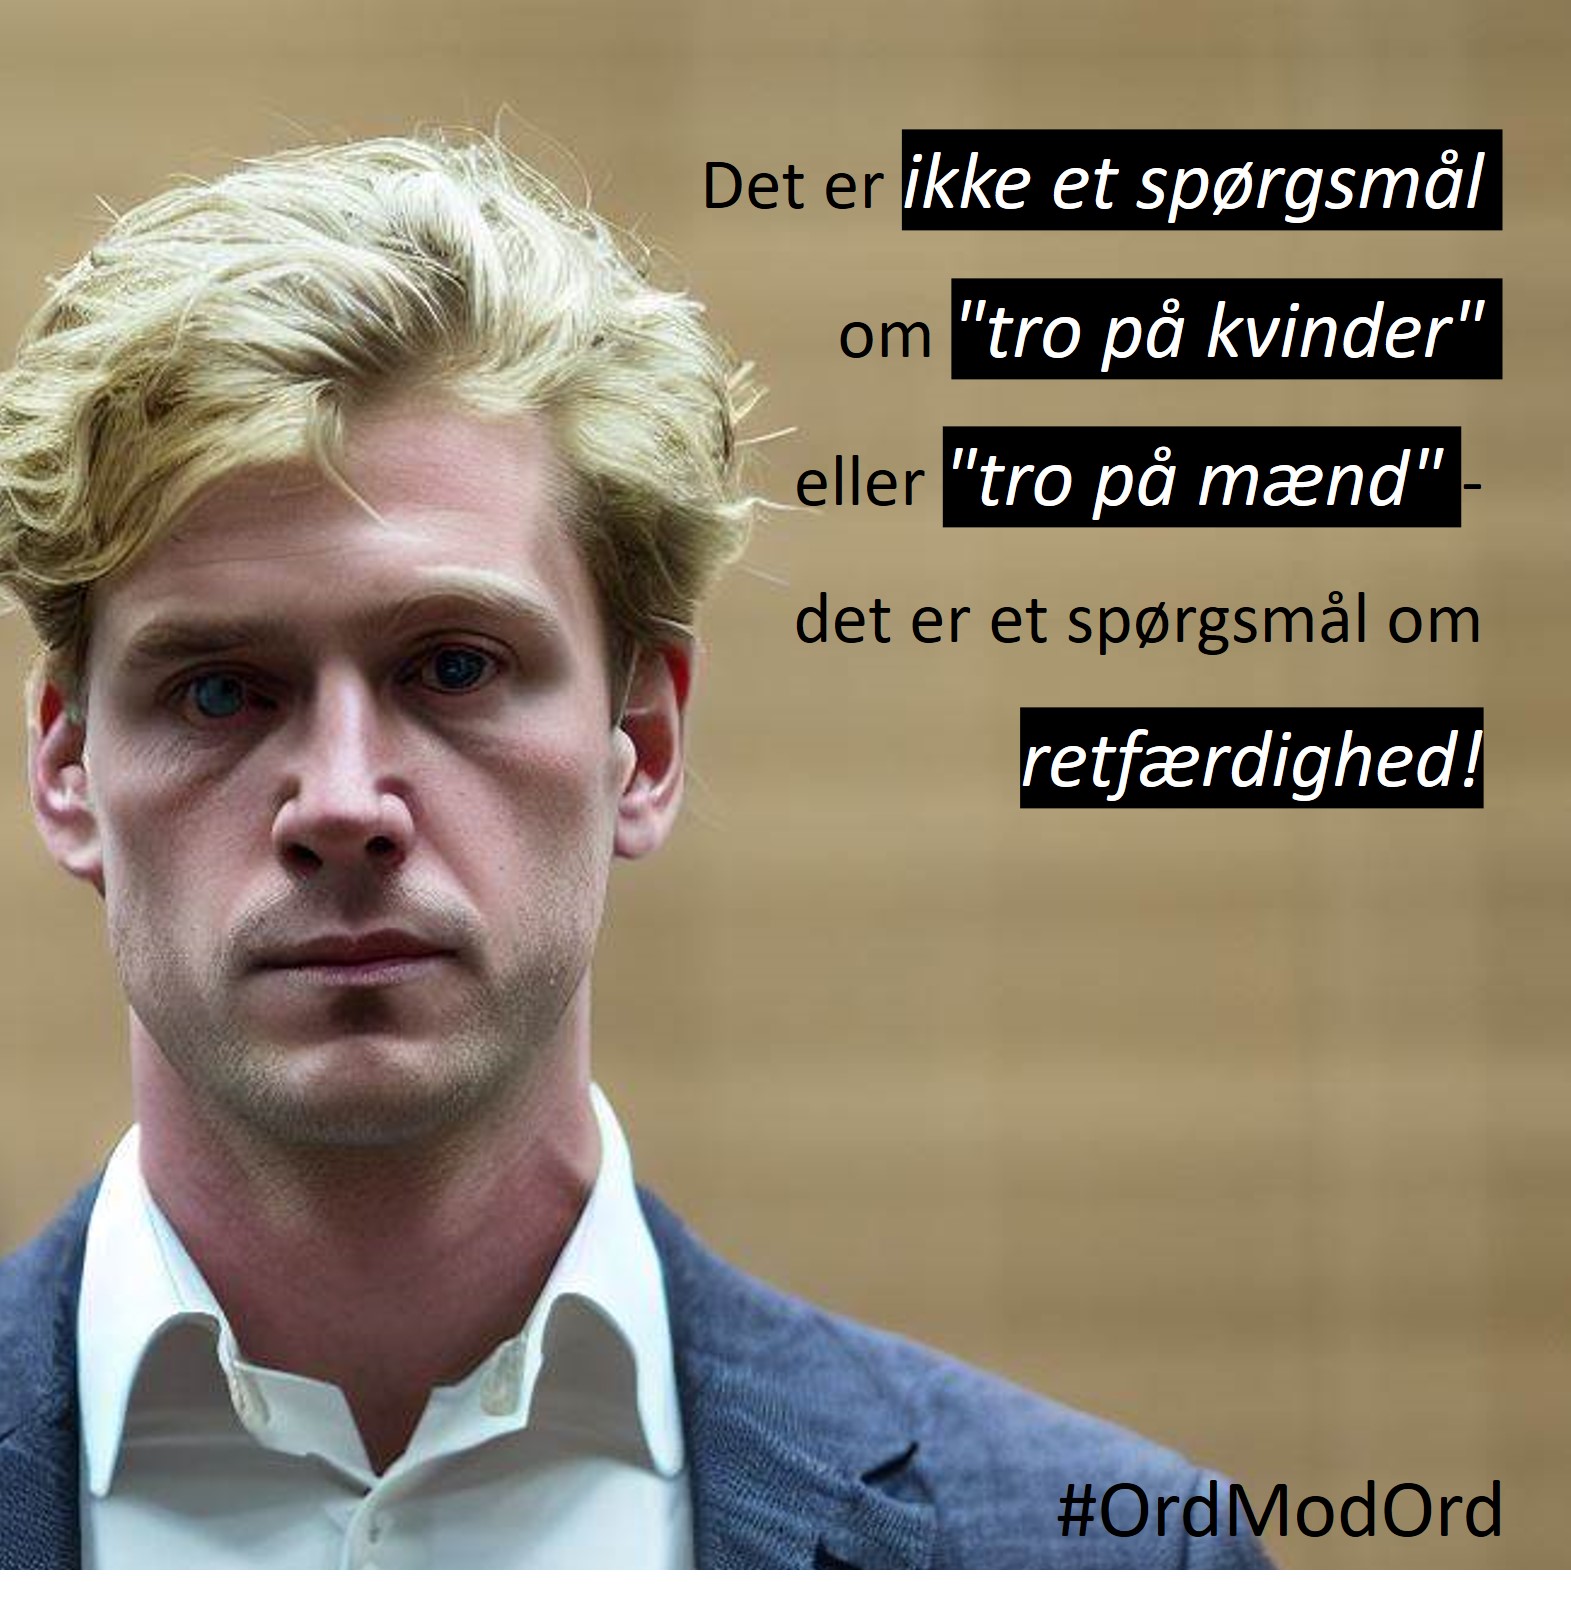 Det er ikke et spørgsmål
om "tro på kvinder"
eller "tro på mænd" -
det er et spørgsmål om
retfærdighed!
#OrdModOrd